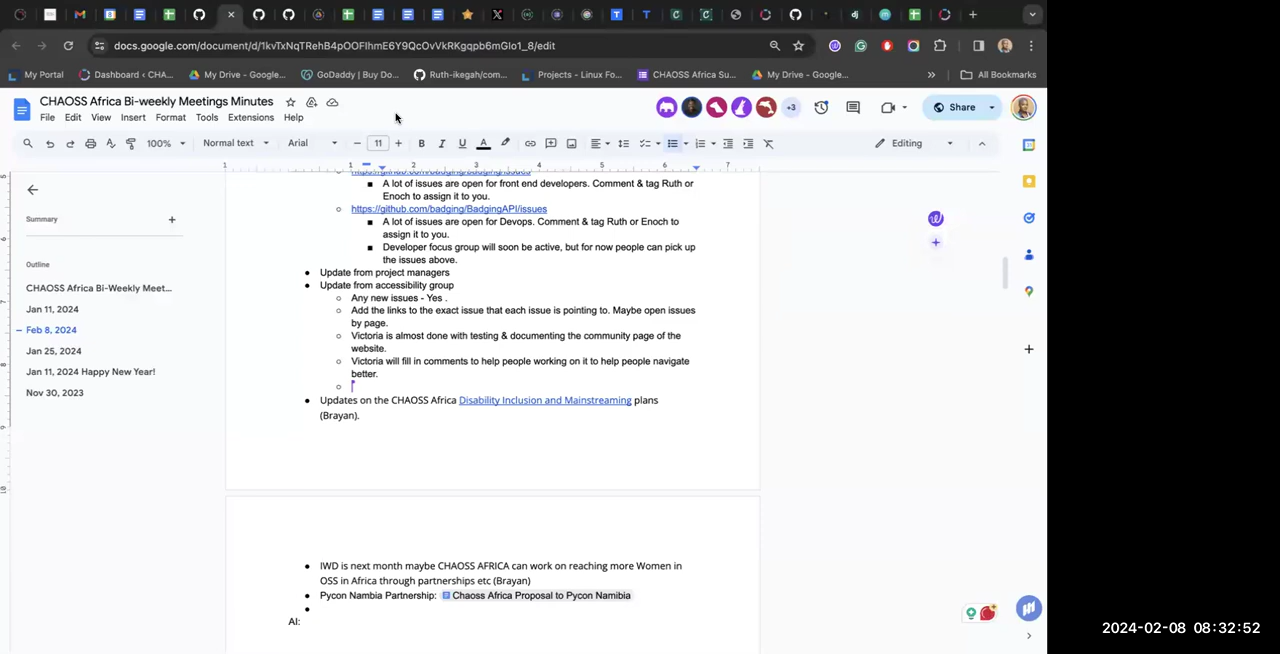 docs.google.com/document/d/1kvTxNqTRehB4pOOFlhmE6Y9QcOvVkRKgqpb6mGlo1_8/edit
My Portal
Dashboard < CHA...
My Drive - Google...
GoDaddy | Buy Do...
Ruth-ikegah/com...
Projects - Linux Fo...
CHAOSS Africa Su...
My Drive - Google...
»
All Bookmarks
CHAOSS Africa Bi-weekly Meetings Minutes
File Edit View Insert Format Tools Extensions Help
+3
Share
100% Normal text Arial 11 Editing
1 1 2 3 4 5 6 7
Summary
Outline
CHAOSS Africa Bi-Weekly Meet...
Jan 11, 2024
Feb 8, 2024
Jan 25, 2024
Jan 11, 2024 Happy New Year!
Nov 30, 2023
A lot of issues are open for front end developers. Comment & tag Ruth or
Enoch to assign it to you.
https://github.com/badging/BadgingAPI/issues
A lot of issues are open for Devops. Comment & tag Ruth or Enoch to
assign it to you.
Developer focus group will soon be active, but for now people can pick up
the issues above.
Update from project managers
Update from accessibility group
Any new issues - Yes .
Add the links to the exact issue that each issue is pointing to. Maybe open issues
by page.
Victoria is almost done with testing & documenting the community page of the
website.
Victoria will fill in comments to help people working on it to help people navigate
better.
Updates on the CHAOSS Africa Disability Inclusion and Mainstreaming plans
(Brayan).
IWD is next month maybe CHAOSS AFRICA can work on reaching more Women in
OSS in Africa through partnerships etc (Brayan)
Pycon Nambia Partnership: Chaoss Africa Proposal to Pycon Namibia
AI:
2024-02-08 08:32:52